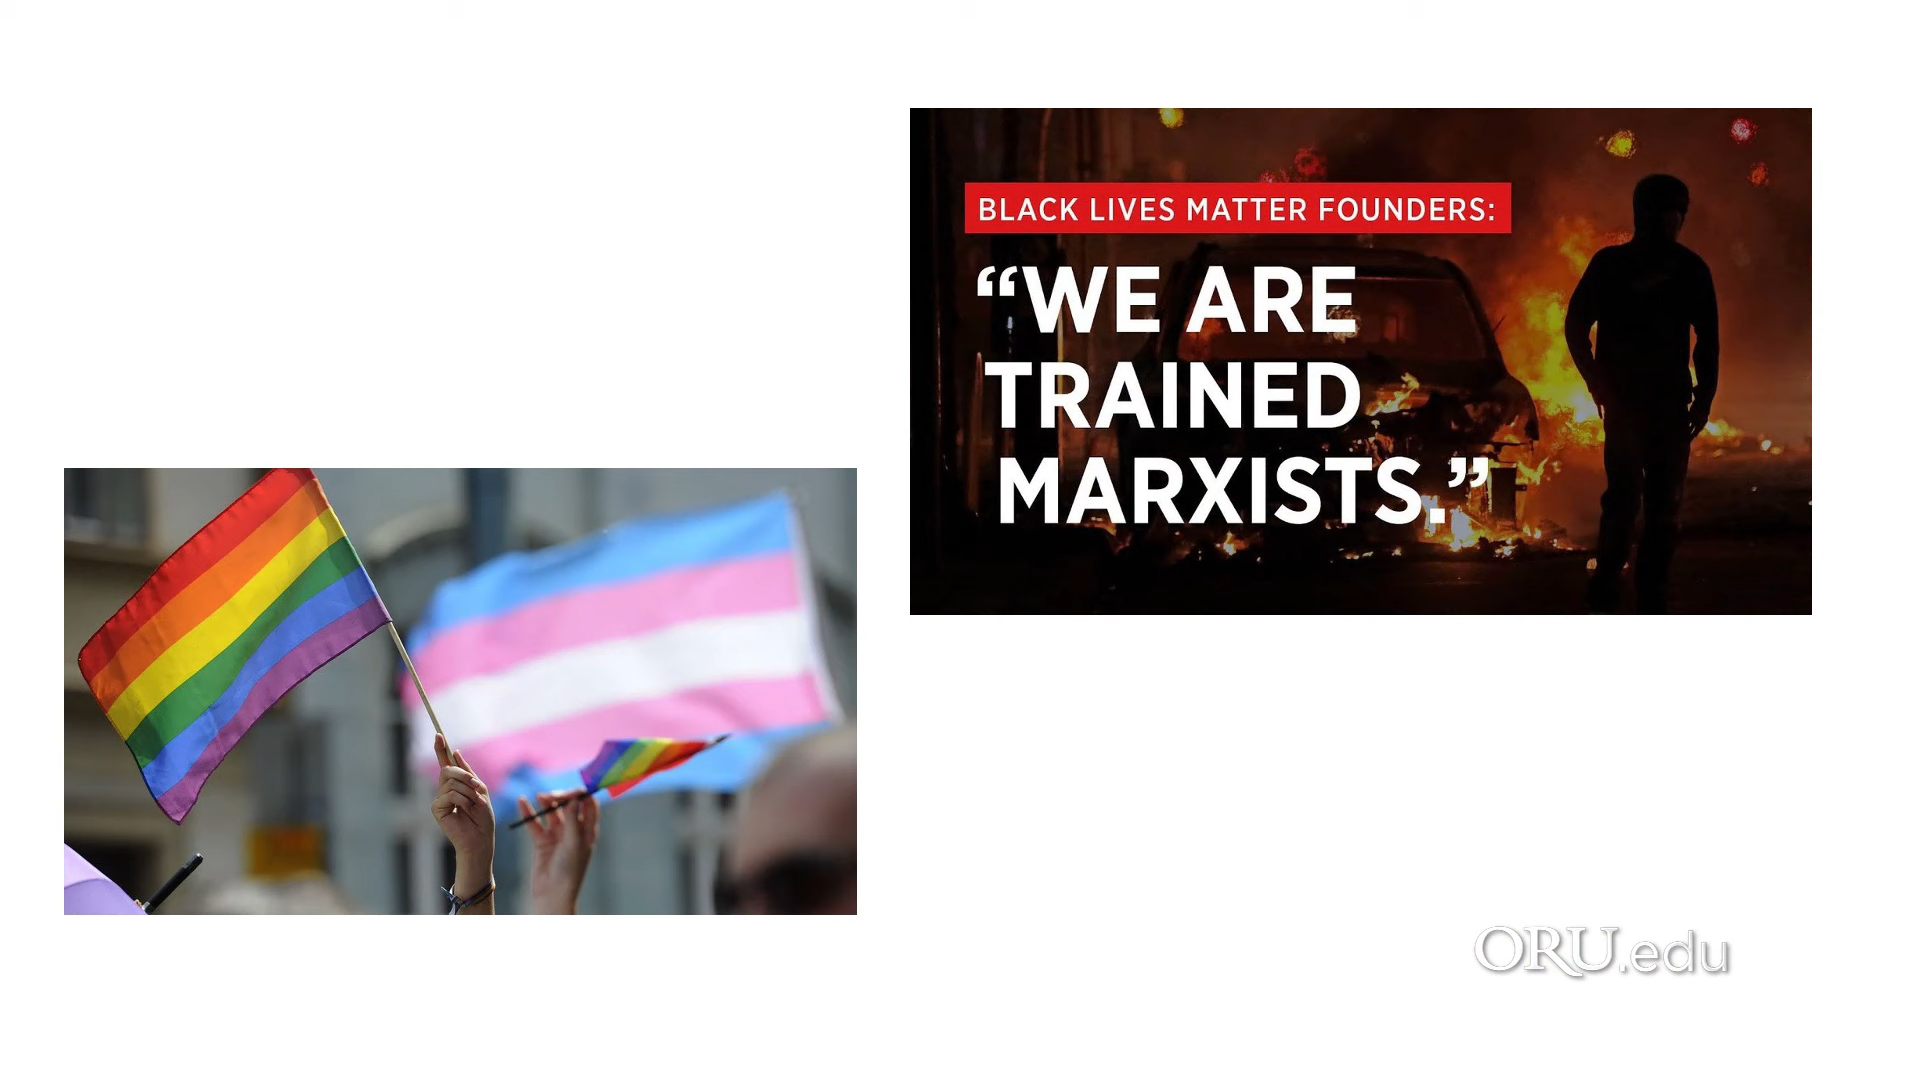 BLACK LIVES MATTER FOUNDERS:
“WE ARE
TRAINED
MARXISTS.”
ORU.edu